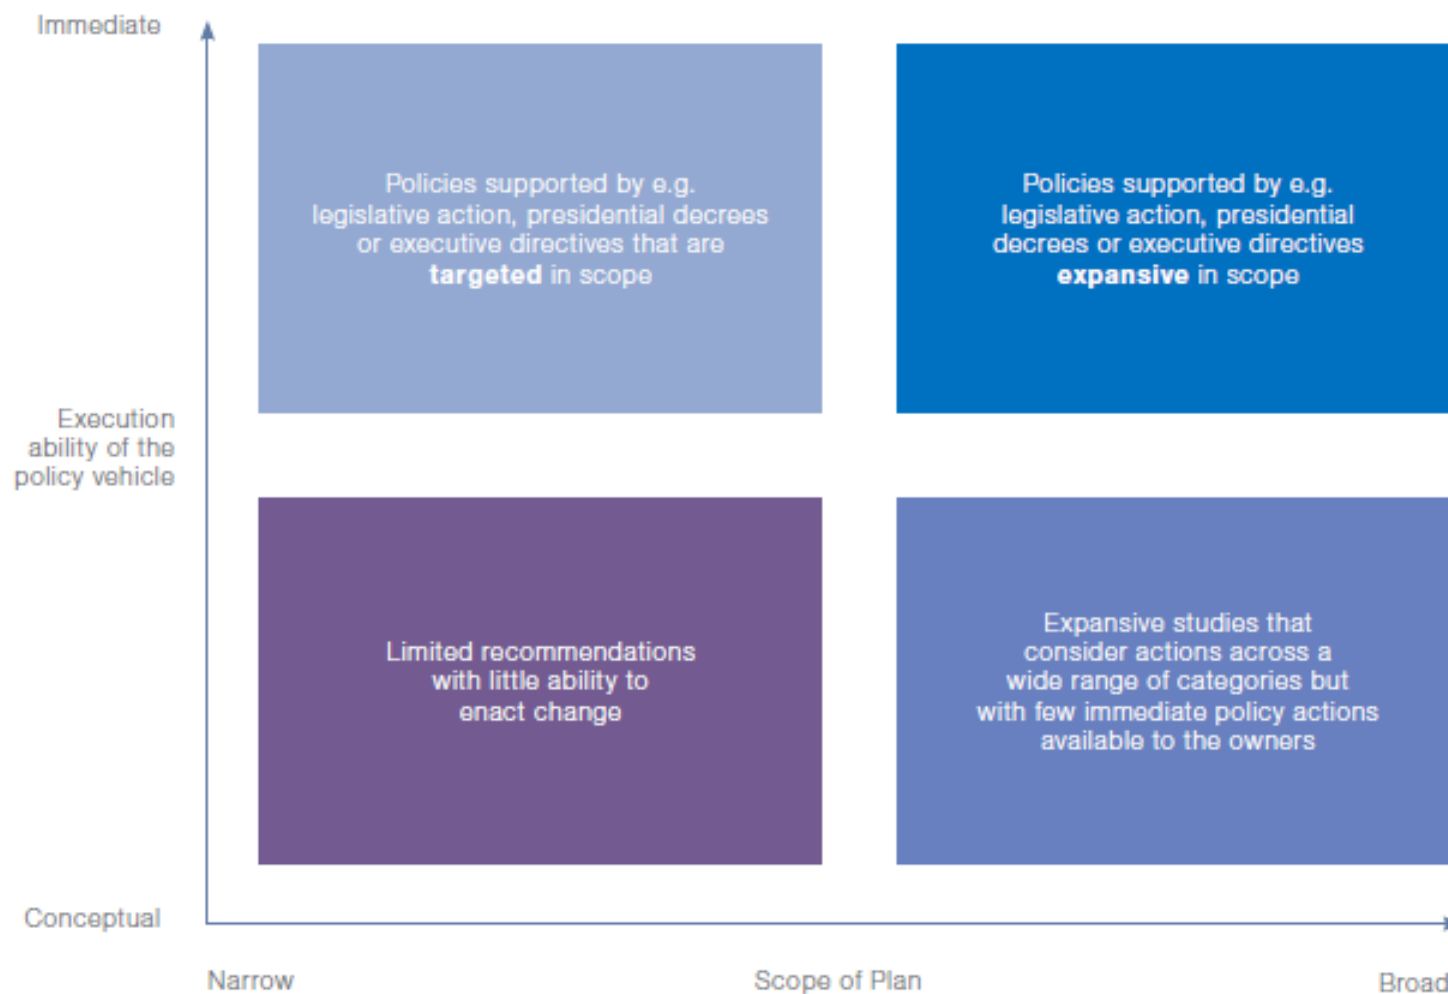 Immediate
Policies supported by e.g.
legislative action, presidential decrees
or executive directives that are
targeted in scope
Policies supported by e.g.
legislative action, presidential
decrees or executive directives
expansive in scope
Execution
ability of the
policy vehicle
Limited recommendations
with little ability to
enact change
Expansive studies that
consider actions across a
wide range of categories but
with few immediate policy actions
available to the owners
Conceptual
Narrow
Scope of Plan
Broad